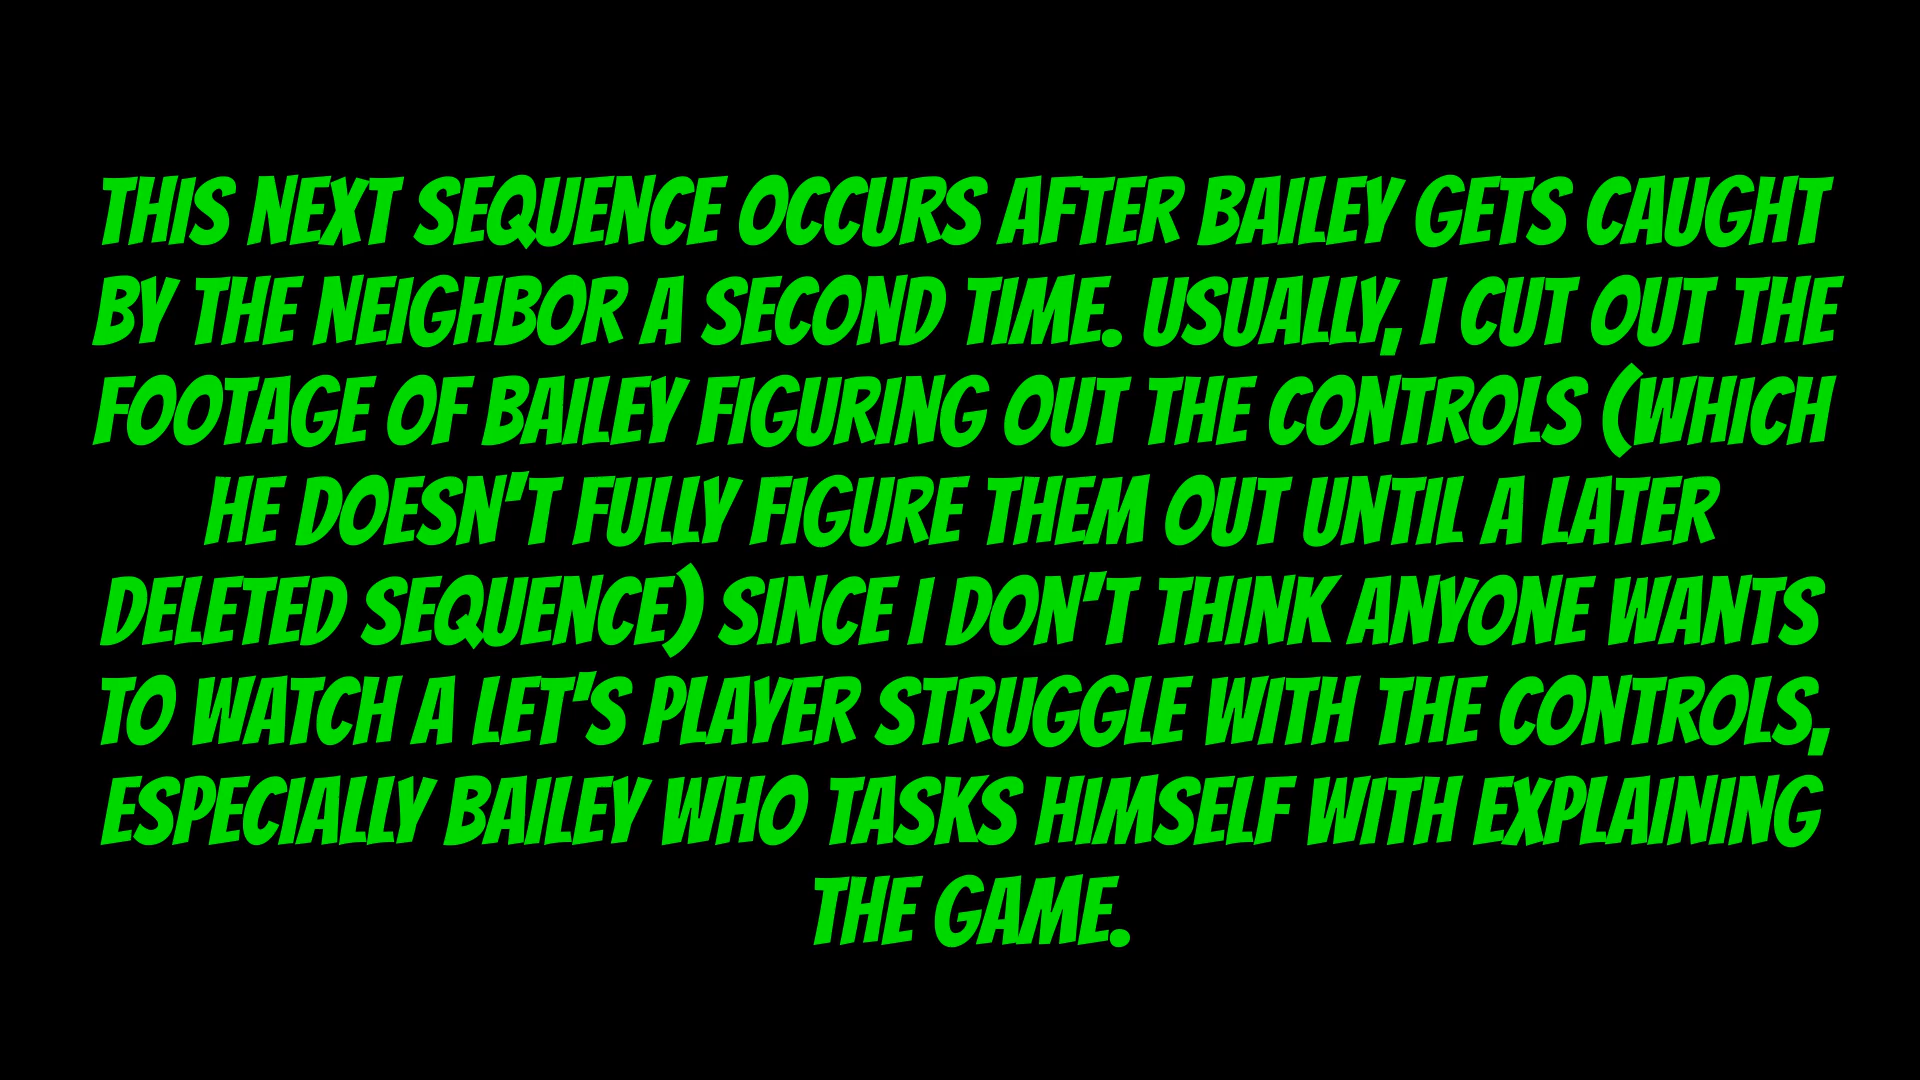 THIS NEXT SEQUENCE OCCURS AFTER BAILEY GETS CAUGHT
BY THE NEIGHBOR A SECOND TIME. USUALLY, I CUT OUT THE
FOOTAGE OF BAILEY FIGURING OUT THE CONTROLS (WHICH
HE DOESN'T FULLY FIGURE THEM OUT UNTIL A LATER
DELETED SEQUENCE) SINCE I DON'T THINK ANYONE WANTS
TO WATCH A LET'S PLAYER STRUGGLE WITH THE CONTROLS,
ESPECIALLY BAILEY WHO TASKS HIMSELF WITH EXPLAINING
THE GAME.